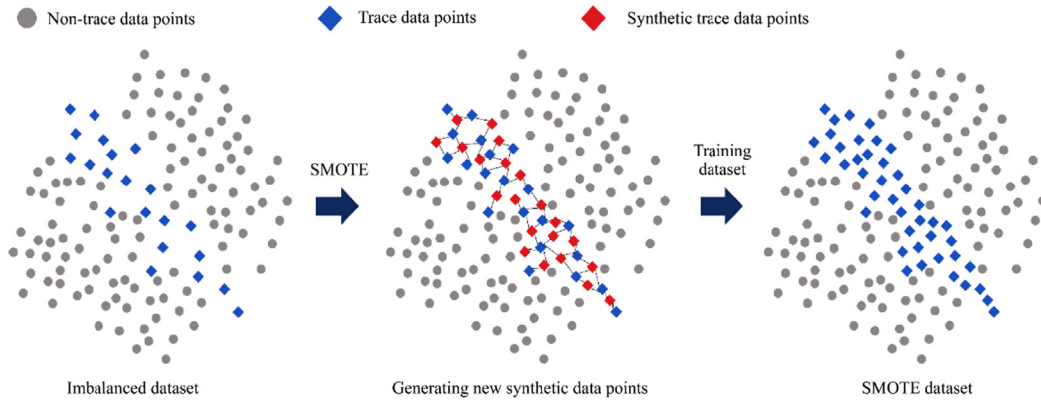 Non-trace data points
Trace data points
Synthetic trace data points
SMOTE
Training
dataset
Imbalanced dataset
Generating new synthetic data points
SMOTE dataset